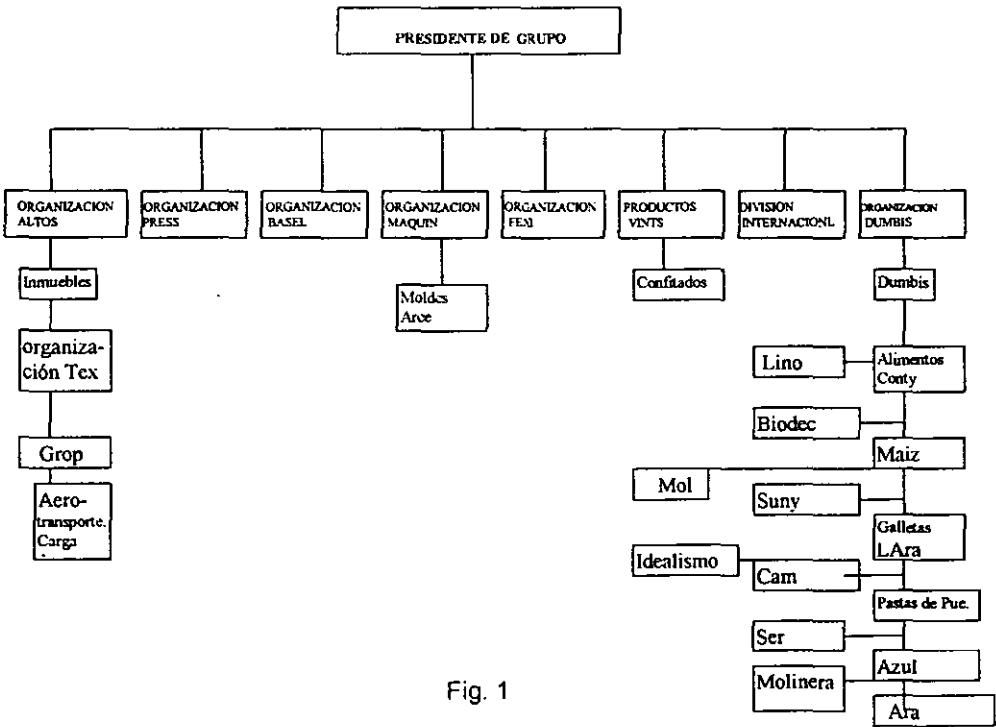 PRESIDENTE DE GRUPO
ORGANIZACION
ALTOS
ORGANIZACION
PRESS
ORGANIZACION
BASEL
ORGANIZACION
MAQUIN
ORGANIZACION
FEXI
PRODUCTOS
VINTS
DIVISION
INTERNACIONL
ORGANIZACION
DUMBIS
Inmuebles
organiza-
ción Tex
Grop
Aero-
transporte.
Carga
Moldes
Arce
Confitados
Dumbis
Lino
Alimentos
Conty
Biodec
Maiz
Mol
Suny
Galletas
LAra
Idealismo
Cam
Pastas de Pue.
Ser
Azul
Molinera
Ara
Fig. 1